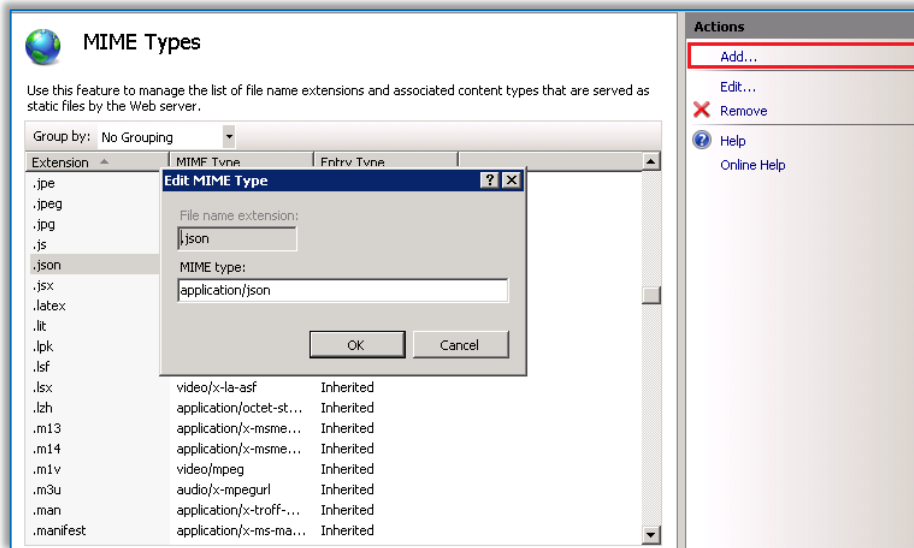 MIME Types
Use this feature to manage the list of file name extensions and associated content types that are served as
static files by the Web server.
Group by: No Grouping
Extension MIME Type Entry Type
.jpe
.jpeg
.jpg
.js
.json
.jsx
.latex
.lit
.lpk
.lsf
.lsx video/x-la-asf Inherited
.lzh application/octet-st... Inherited
.m13 application/x-msme... Inherited
.m14 application/x-msme... Inherited
.m1v video/mpeg Inherited
.m3u audio/x-mpegurl Inherited
.man application/x-troff-... Inherited
.manifest application/x-ms-ma... Inherited
Edit MIME Type
File name extension:
.json
MIME type:
application/json
OK Cancel
Actions
Add...
Edit...
Remove
Help
Online Help